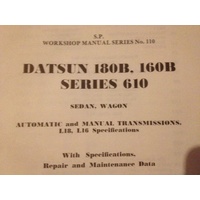 S.P.
WORKSHOP MANUAL SERIES No. 116
DATSUN 180B, 160B
SERIES 610
SEDAN, WAGON
AUTOMATIC and MANUAL TRANSMISSIONS,
L18, L16 Specifications
With Specifications,
Repair and Maintenance Data